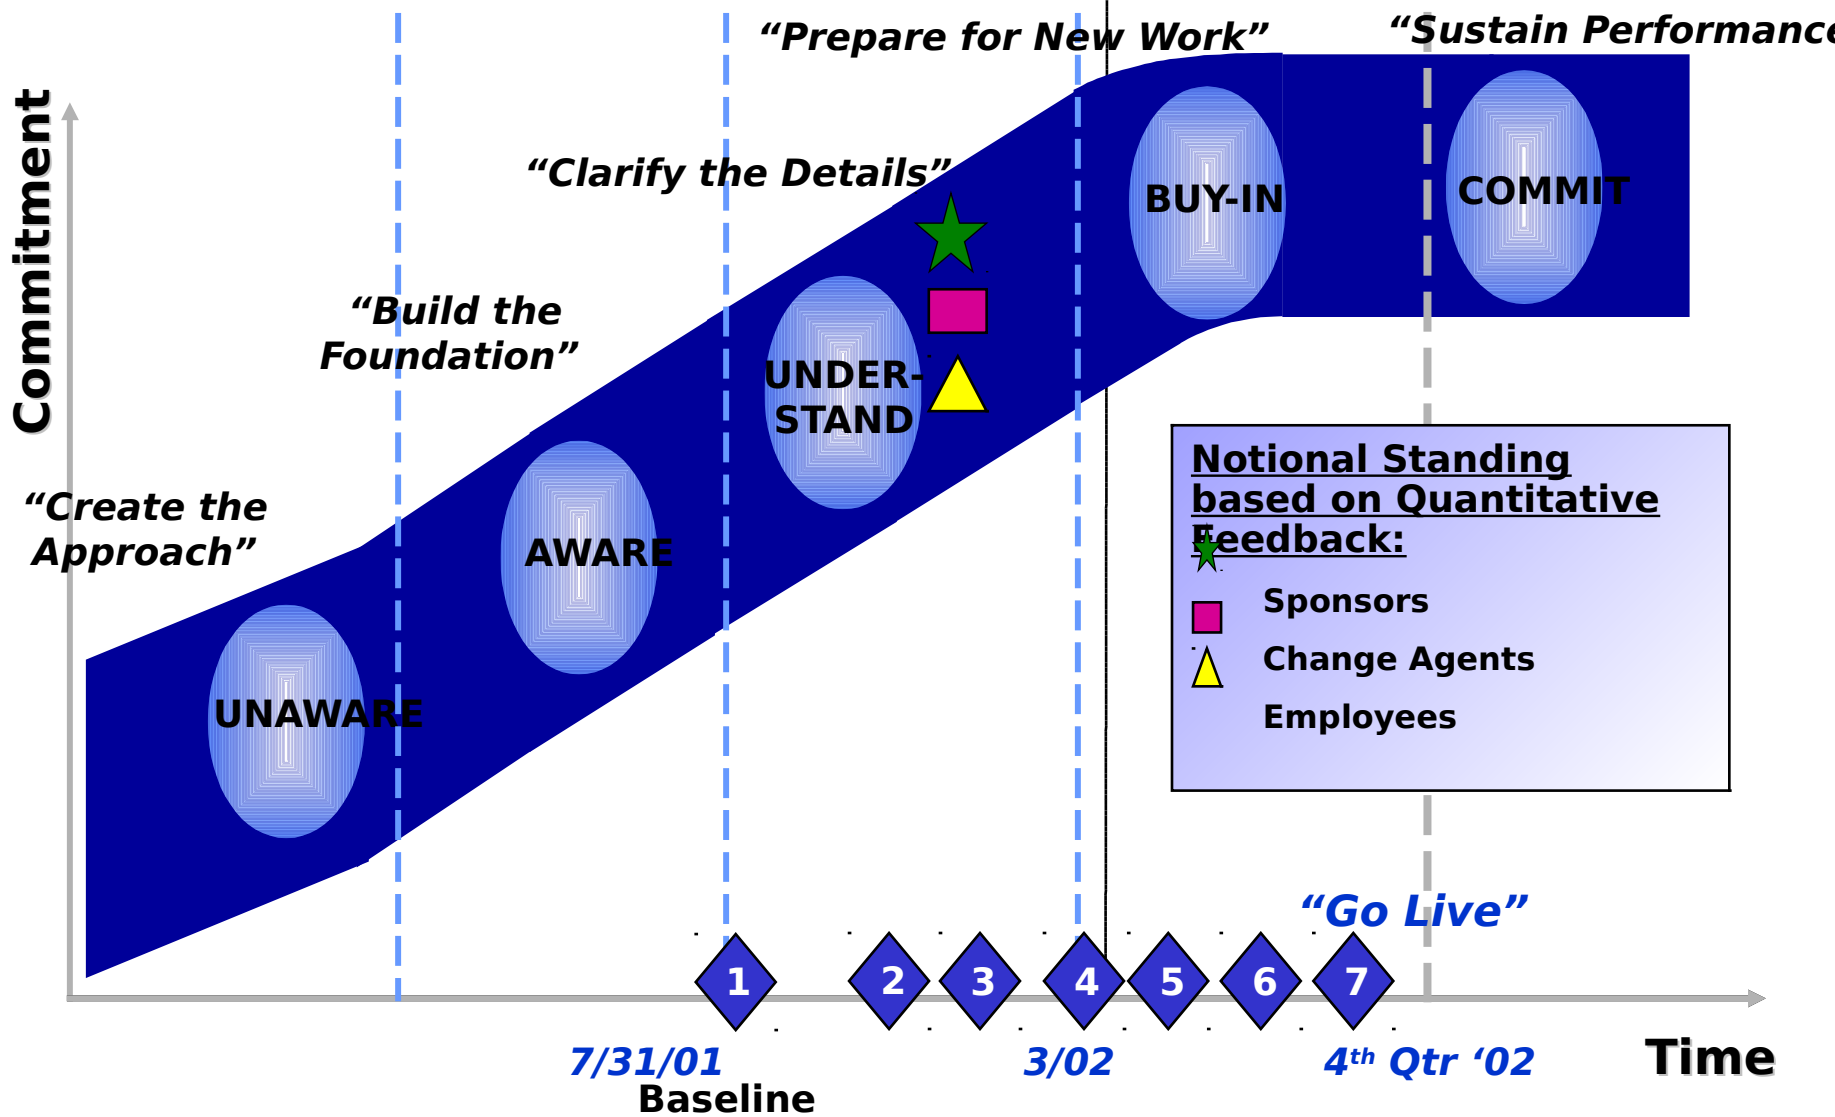 “Prepare for New Work”
“Sustain Performance
“Clarify the Details”
Commitment
BUY-IN
COMMIT
“Build the
Foundation”
UNDER-
STAND
“Create the
Approach”
AWARE
UNAWARE
Notional Standing
based on Quantitative
Feedback:
Sponsors
Change Agents
Employees
“Go Live”
1
2
3
4
5
6
7
7/31/01
Baseline
3/02
4th Qtr ‘02
Time